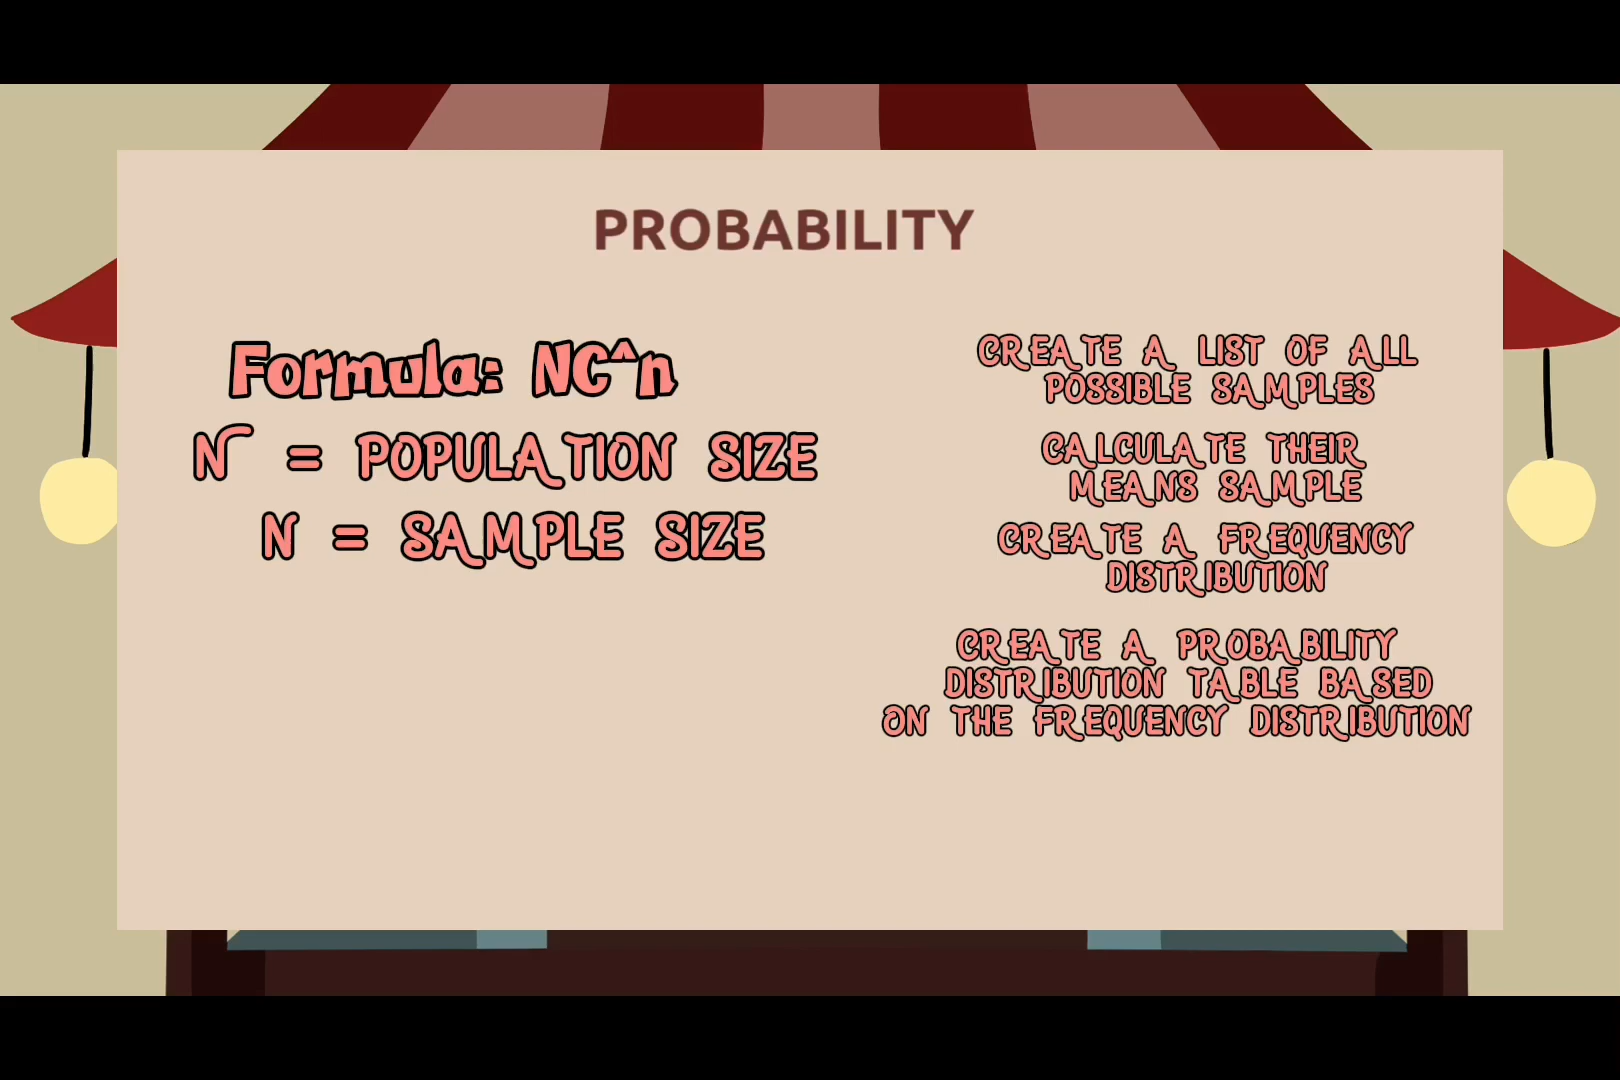 PROBABILITY
Formula: NC^n
N = POPULATION SIZE
N = SAMPLE SIZE
CREATE A LIST OF ALL
POSSIBLE SAMPLES
CALCULATE THEIR
MEANS SAMPLE
CREATE A FREQUENCY
DISTRIBUTION
CREATE A PROBABILITY
DISTRIBUTION TABLE BASED
ON THE FREQUENCY DISTRIBUTION